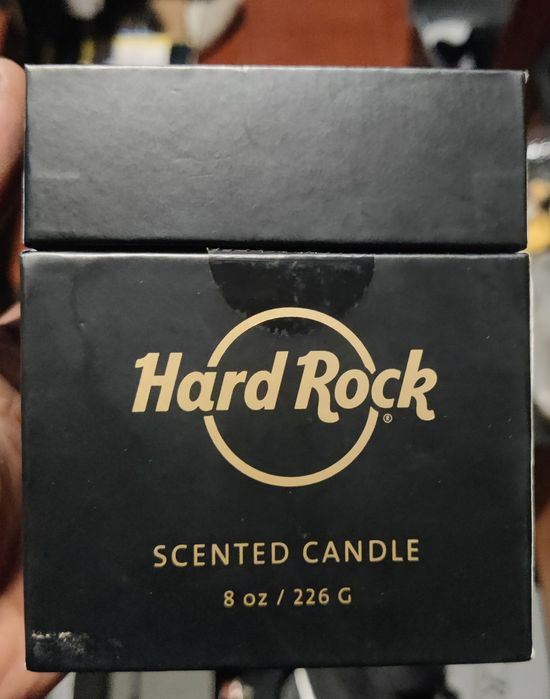 Hard Rock®
SCENTED CANDLE
8 oz / 226 G